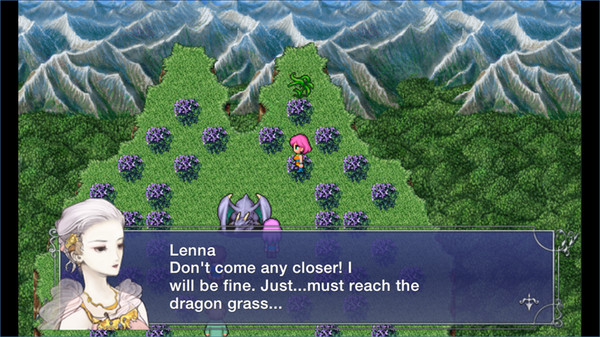 Lenna
Don't come any closer! I
will be fine. Just...must reach the
dragon grass...